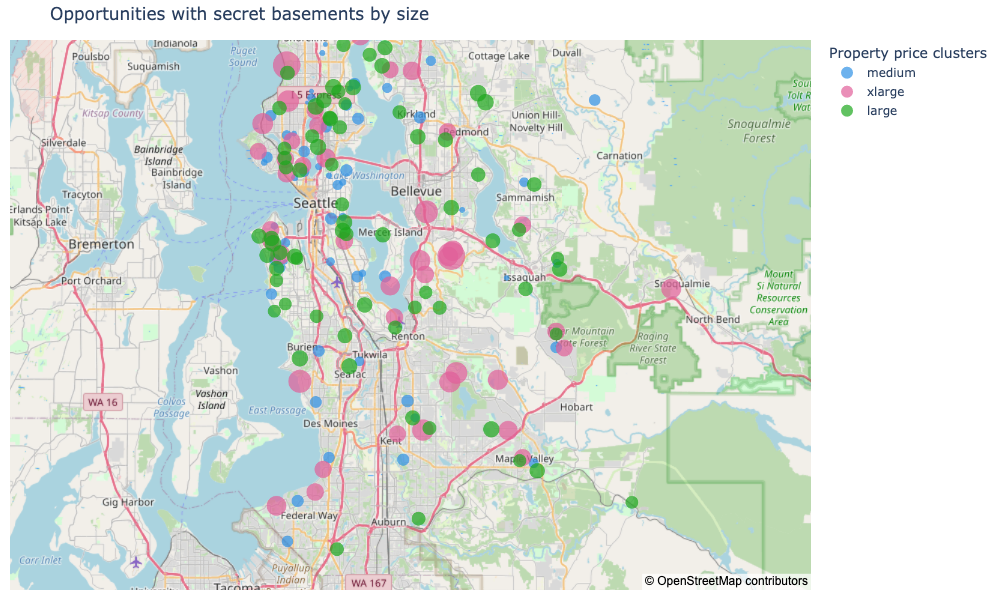 Opportunities with secret basements by size
Property price clusters
medium
xlarge
large
Indianola
Poulsbo
Suquamish
Puget
Sound
Cottage Lake
Duvall
Kitsap County
I 5 Express
Kirkland
Union Hill-
Novelty Hill
Redmond
Snoqualmie
Forest
Silverdale
Bainbridge
Island
Bainbridge
Island
Carnation
Lake Washington
Tracyton
Bellevue
Sammamish
Seattle
Erlands Point-
Kitsap Lake
Mercer Island
Bremerton
Port Orchard
Issaquah
Snoqualmie
Mount
Si Natural
Resources
Conservation
Area
North Bend
Renton
Raging
River State
Forest
Burien
Tukwila
SeaTac
Vashon
Vashon
Island
WA 16
Colvos
Passage
East Passage
Des Moines
Hobart
Kent
Maple Valley
Gig Harbor
Federal Way
Auburn
Carr Inlet
Puyallup
Indian
Tacoma
WA 167
© OpenStreetMap contributors